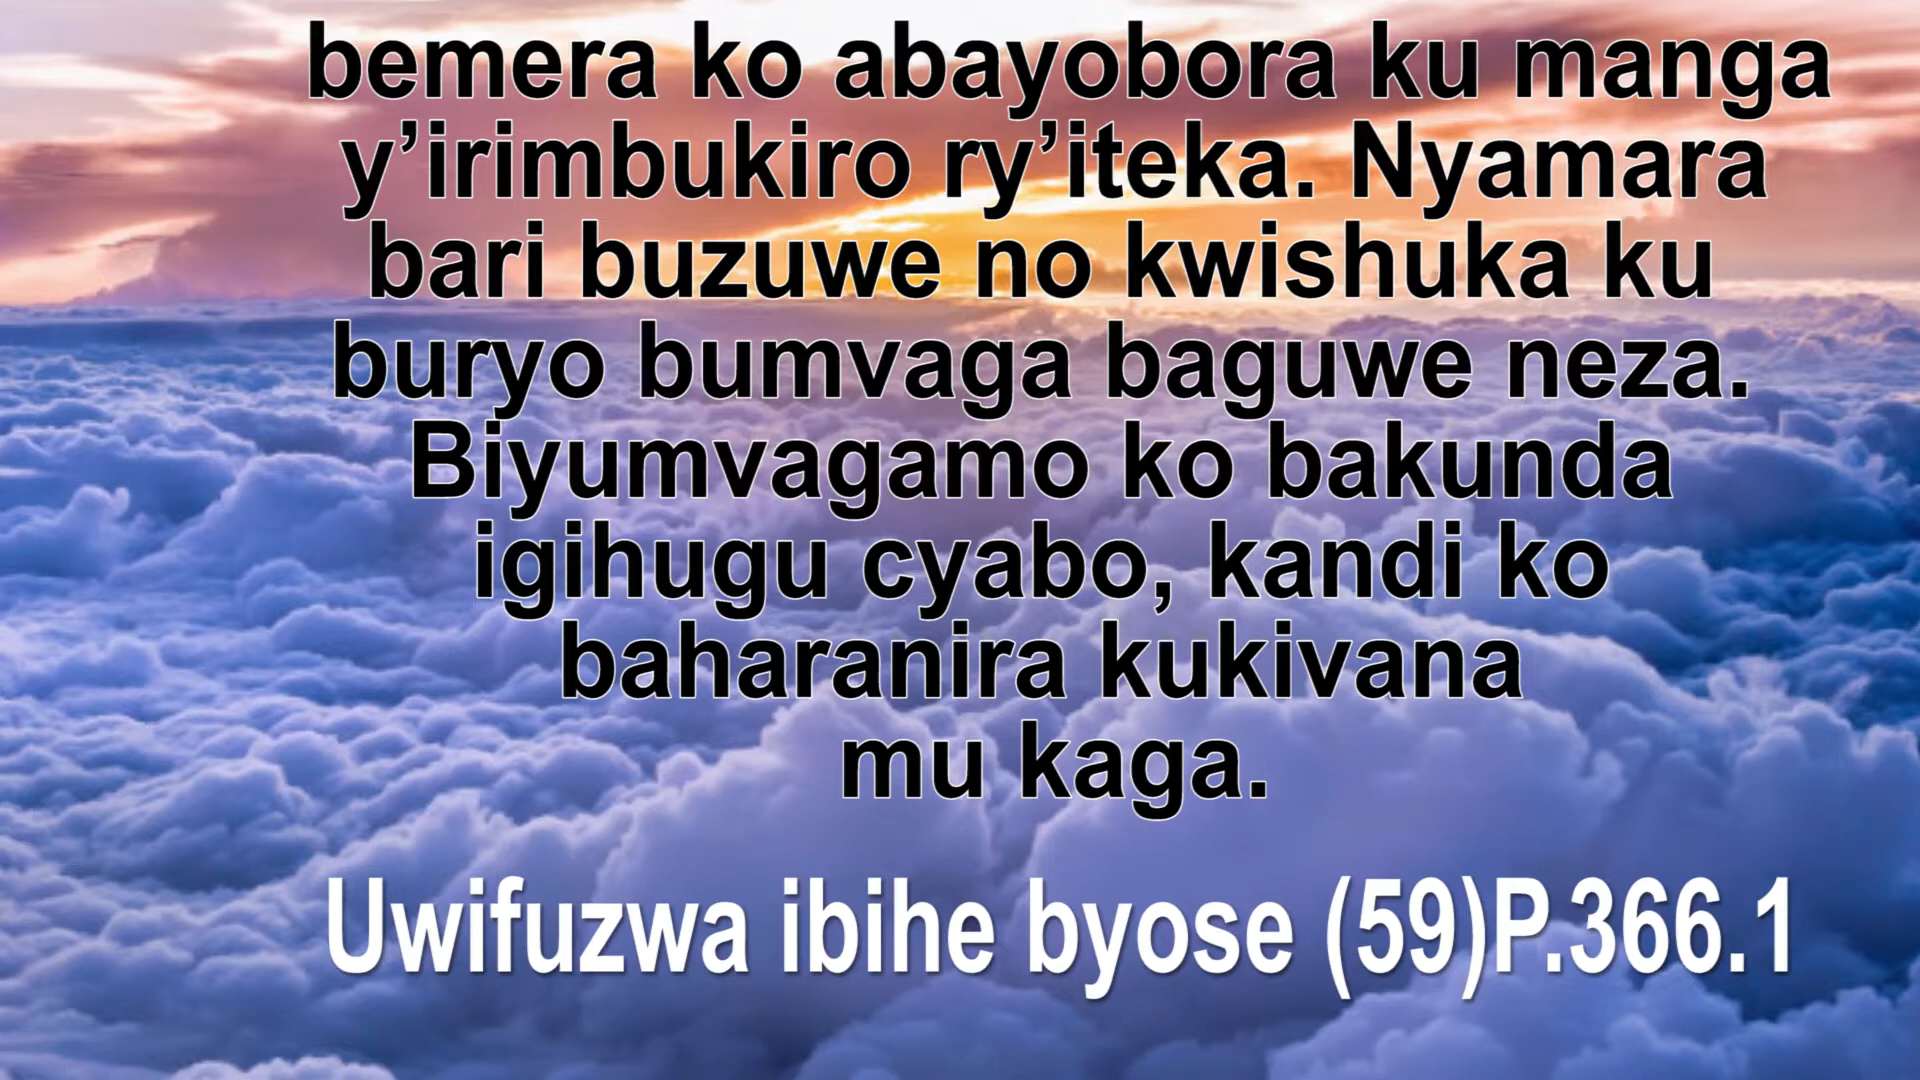 bemera ko abayobora ku manga
y’irimbukiro ry’iteka. Nyamara
bari buzuwe no kwishuka ku
buryo bumvaga baguwe neza.
Biyumvagamo ko bakunda
igihugu cyabo, kandi ko
baharanira kukivana
mu kaga.
Uwifuzwa ibihe byose (59)P.366.1